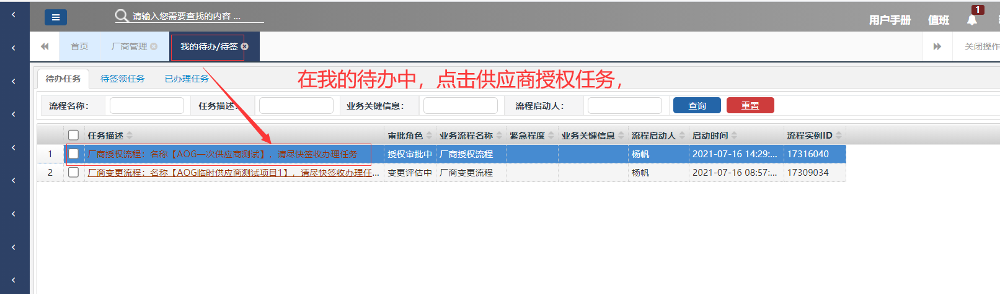 请输入您需要查找的内容 ...
用户手册 值班 1
首页 厂商管理 我的待办/待签 关闭操作
待办任务 待签领任务 已办理任务
在我的待办中，点击供应商授权任务，
流程名称： 任务描述： 业务关键信息： 流程启动人： 查询 重置
任务描述 审批角色 业务流程名称 紧急程度 业务关键信息 流程启动人 启动时间 流程实例ID
1 厂商授权流程：名称【AOG一次供应商测试】，请尽快签收办理任务 授权审批中 厂商授权流程 杨帆 2021-07-16 14:29:... 17316040
2 厂商变更流程：名称【AOG临时供应商测试项目1】，请尽快签收办理任... 变更评估中 厂商变更流程 杨帆 2021-07-16 08:57:... 17309034